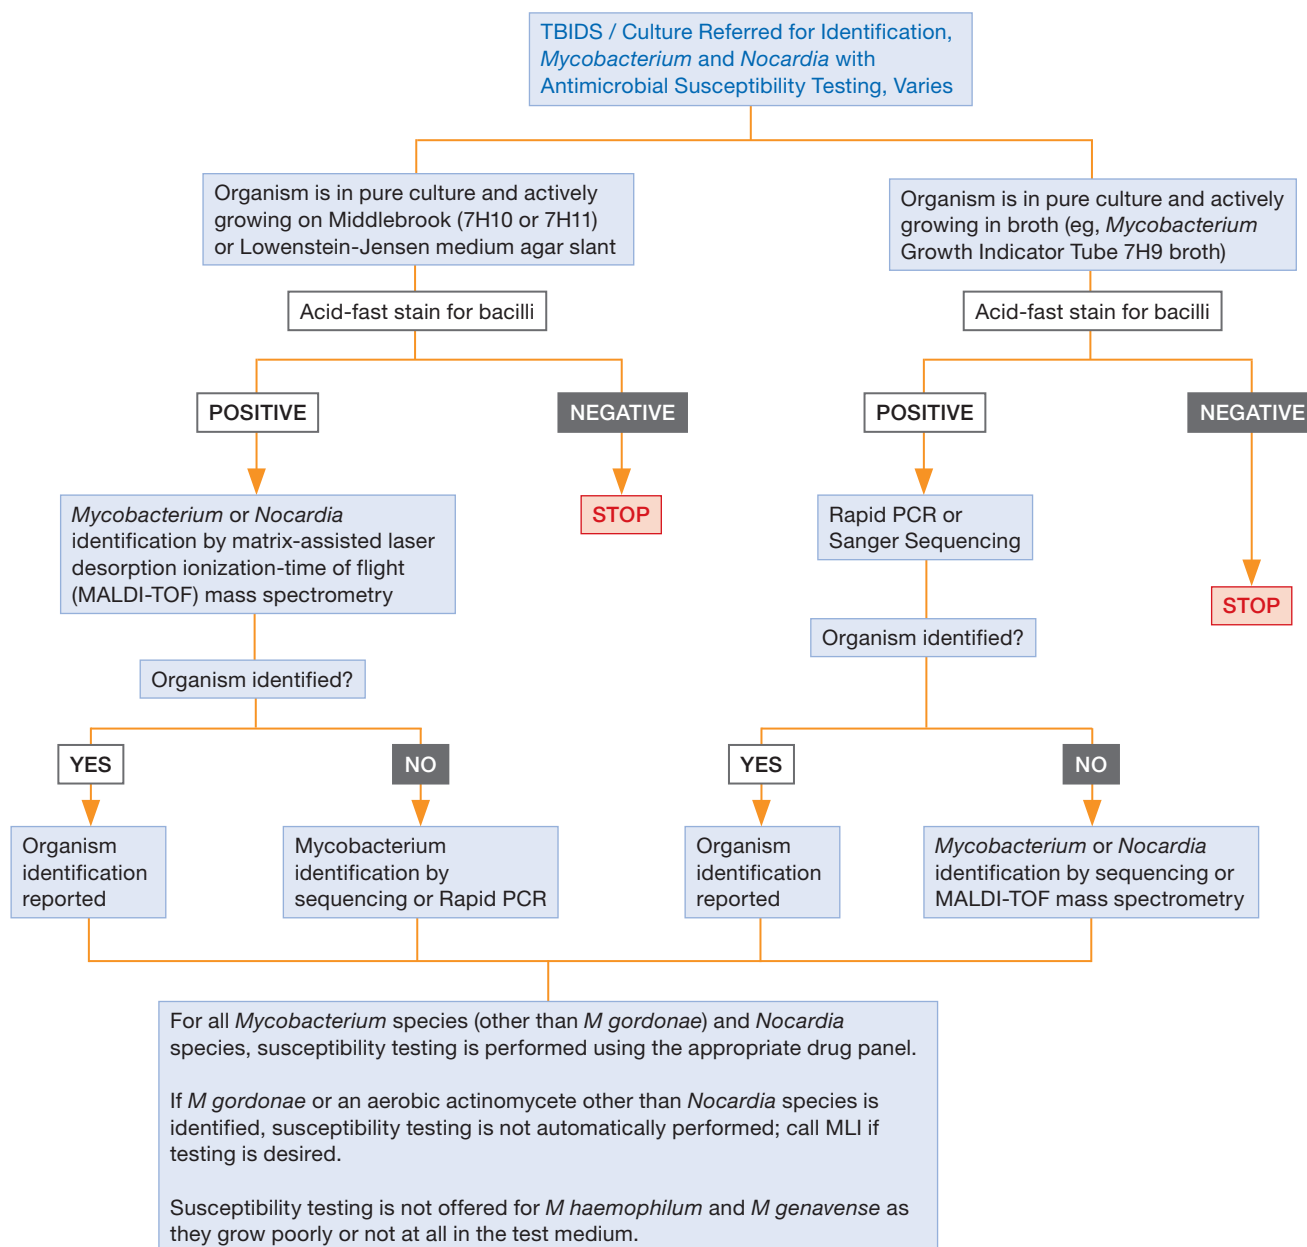 TBIDS / Culture Referred for Identification,
Mycobacterium and Nocardia with
Antimicrobial Susceptibility Testing, Varies
Organism is in pure culture and actively
growing on Middlebrook (7H10 or 7H11)
or Lowenstein-Jensen medium agar slant
Organism is in pure culture and actively
growing in broth (eg, Mycobacterium
Growth Indicator Tube 7H9 broth)
Acid-fast stain for bacilli
Acid-fast stain for bacilli
POSITIVE
NEGATIVE
POSITIVE
NEGATIVE
Mycobacterium or Nocardia
identification by matrix-assisted laser
desorption ionization-time of flight
(MALDI-TOF) mass spectrometry
STOP
Rapid PCR or
Sanger Sequencing
STOP
Organism identified?
Organism identified?
YES
NO
YES
NO
Organism
identification
reported
Mycobacterium
identification by
sequencing or Rapid PCR
Organism
identification
reported
Mycobacterium or Nocardia
identification by sequencing or
MALDI-TOF mass spectrometry
For all Mycobacterium species (other than M gordonae) and Nocardia
species, susceptibility testing is performed using the appropriate drug panel.
If M gordonae or an aerobic actinomycete other than Nocardia species is
identified, susceptibility testing is not automatically performed; call MLI if
testing is desired.
Susceptibility testing is not offered for M haemophilum and M genavense as
they grow poorly or not at all in the test medium.